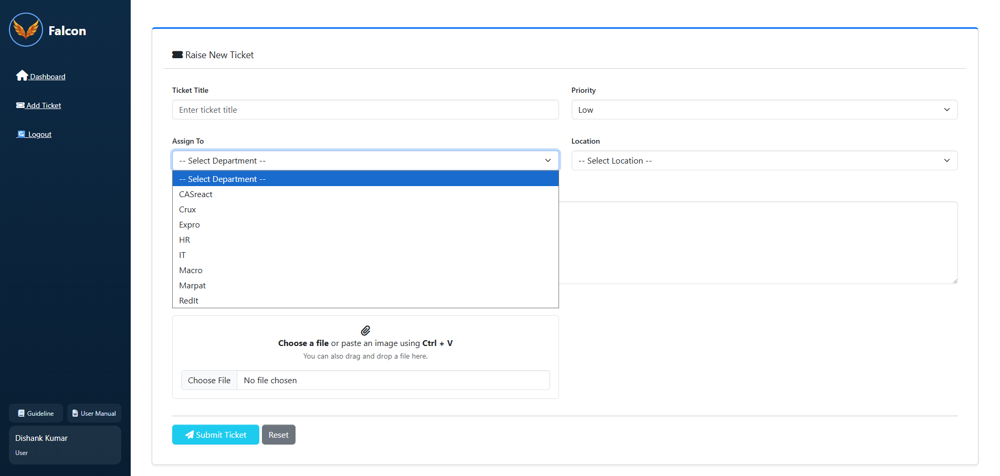 Falcon
Dashboard
Add Ticket
Logout
Guideline
User Manual
Dishank Kumar
User
Raise New Ticket
Ticket Title
Enter ticket title
Priority
Low
Assign To
-- Select Department --
Location
-- Select Location --
-- Select Department --
CASreact
Crux
Expro
HR
IT
Macro
Marpat
RedIt
Choose a file or paste an image using Ctrl + V
You can also drag and drop a file here.
Choose File No file chosen
Submit Ticket
Reset